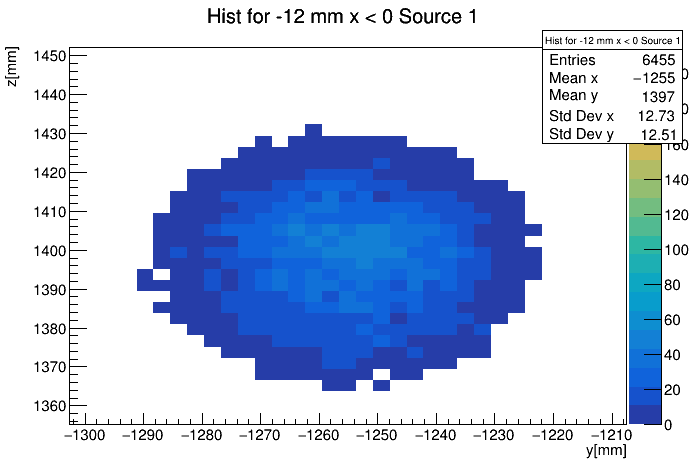 Hist for -12 mm x < 0 Source 1
Hist for -12 mm x < 0 Source 1
Entries 6455
Mean x −1255
Mean y 1397
Std Dev x 12.73
Std Dev y 12.51
z[mm]
1450
1440
1430
1420
1410
1400
1390
1380
1370
1360
160
140
120
100
80
60
40
20
0
−1300 −1290 −1280 −1270 −1260 −1250 −1240 −1230 −1220 −1210
y[mm]